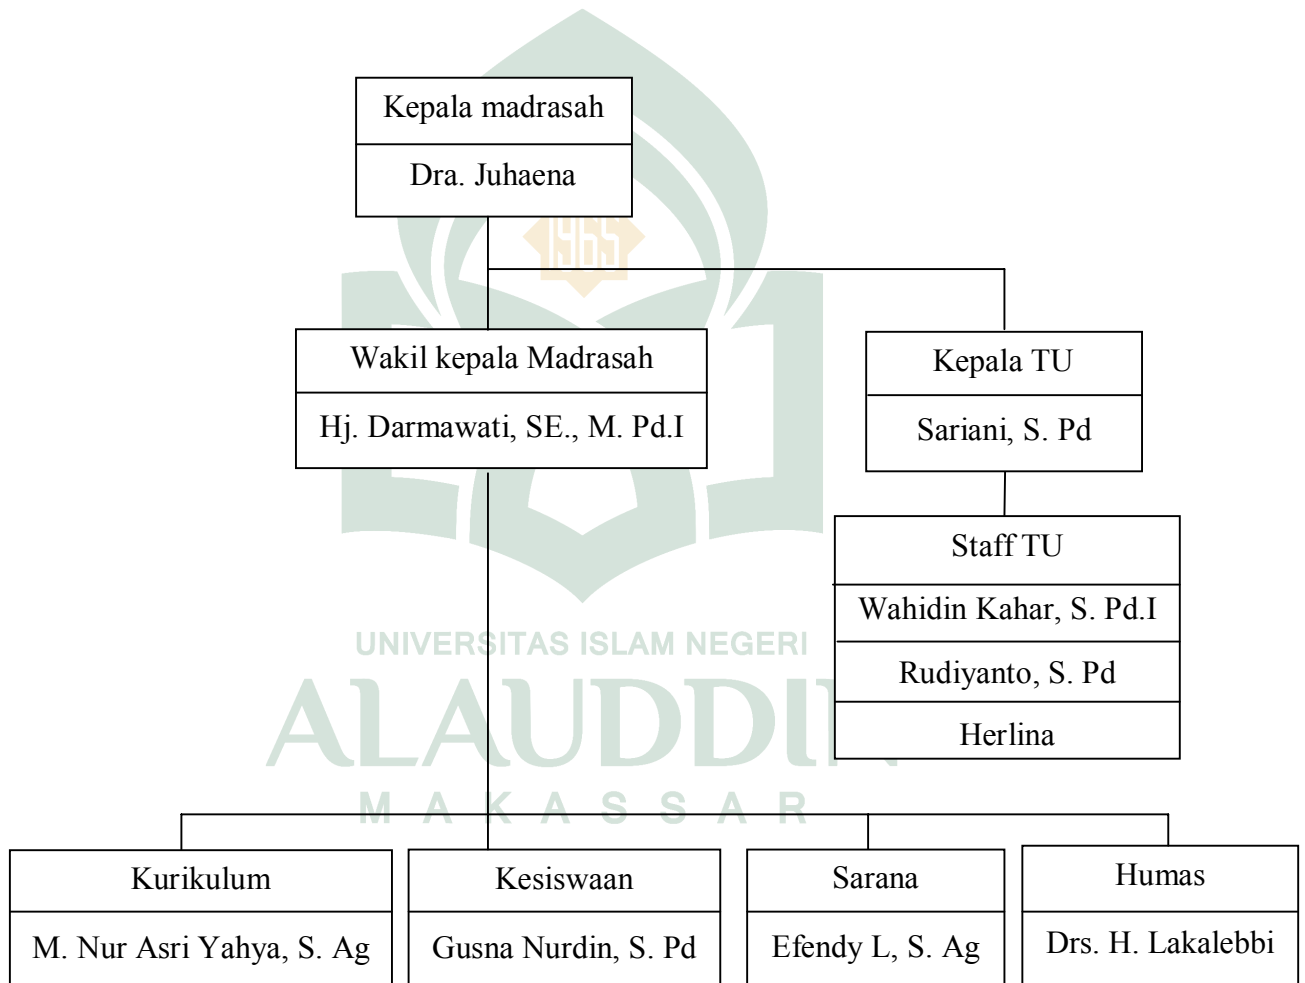 Kepala madrasah
Dra. Juhaena
1965
Wakil kepala Madrasah
Hj. Darmawati, SE., M. Pd.I
Kepala TU
Sariani, S. Pd
Staff TU
Wahidin Kahar, S. Pd.I
Rudiyanto, S. Pd
Herlina
UNIVERSITAS ISLAM NEGERI
ALAUDDIN
MAKASSAR
Kurikulum
M. Nur Asri Yahya, S. Ag
Kesiswaan
Gusna Nurdin, S. Pd
Sarana
Efendy L, S. Ag
Humas
Drs. H. Lakalebbi